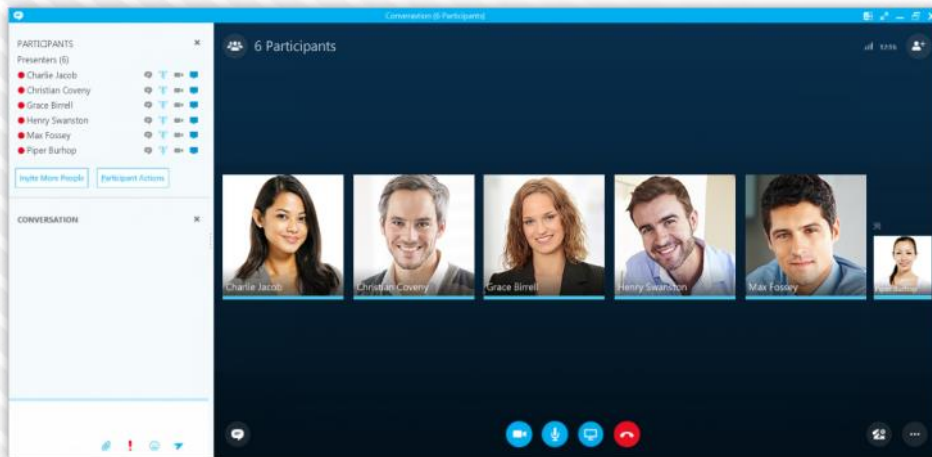 Conversation (6 Participants)
PARTICIPANTS
Presenters (6)
Charlie Jacob
Christian Coveny
Grace Birrell
Henry Swanston
Max Fossey
Piper Burhop
Invite More People
Participant Actions
CONVERSATION
6 Participants
Charlie Jacob
Christian Coveny
Grace Birrell
Henry Swanston
Max Fossey